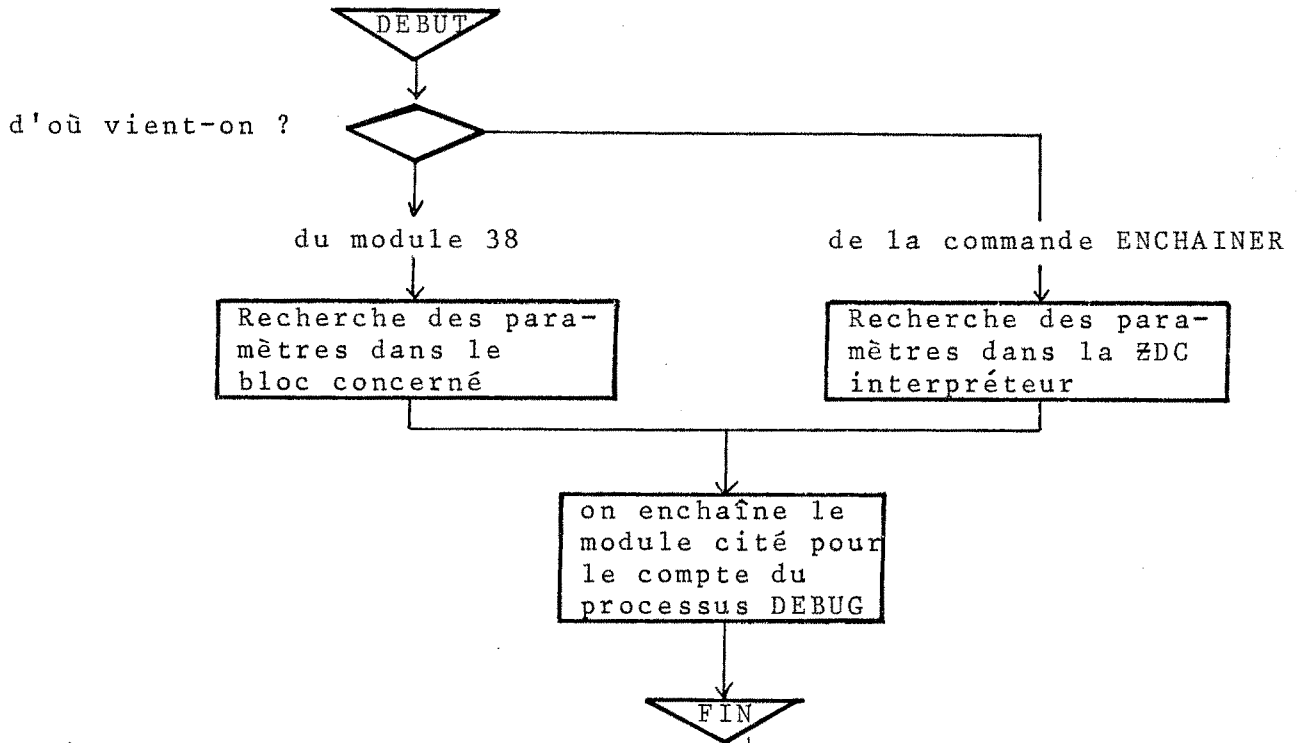 DEBUT
d'où vient-on ?
du module 38
de la commande ENCHAINER
Recherche des para-
mètres dans le
bloc concerné
Recherche des para-
mètres dans la ƵDC
interpréteur
on enchaîne le
module cité pour
le compte du
processus DEBUG
FIN